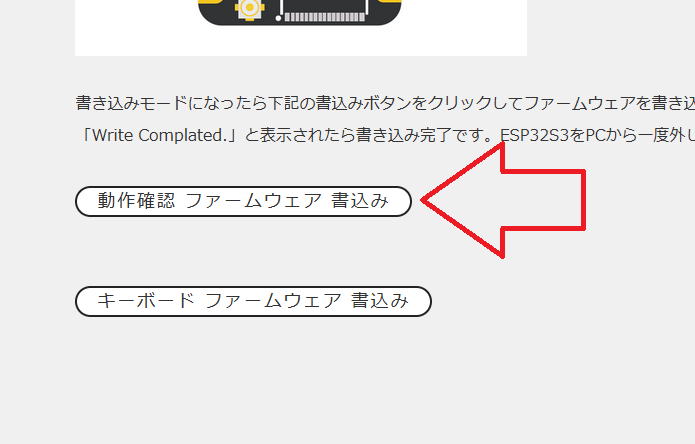 書き込みモードになったら下記の書込みボタンをクリックしてファームウェアを書き込
「Write Complated.」と表示されたら書き込み完了です。ESP32S3をPCから一度外し
動作確認 ファームウェア 書込み
キーボード ファームウェア 書込み